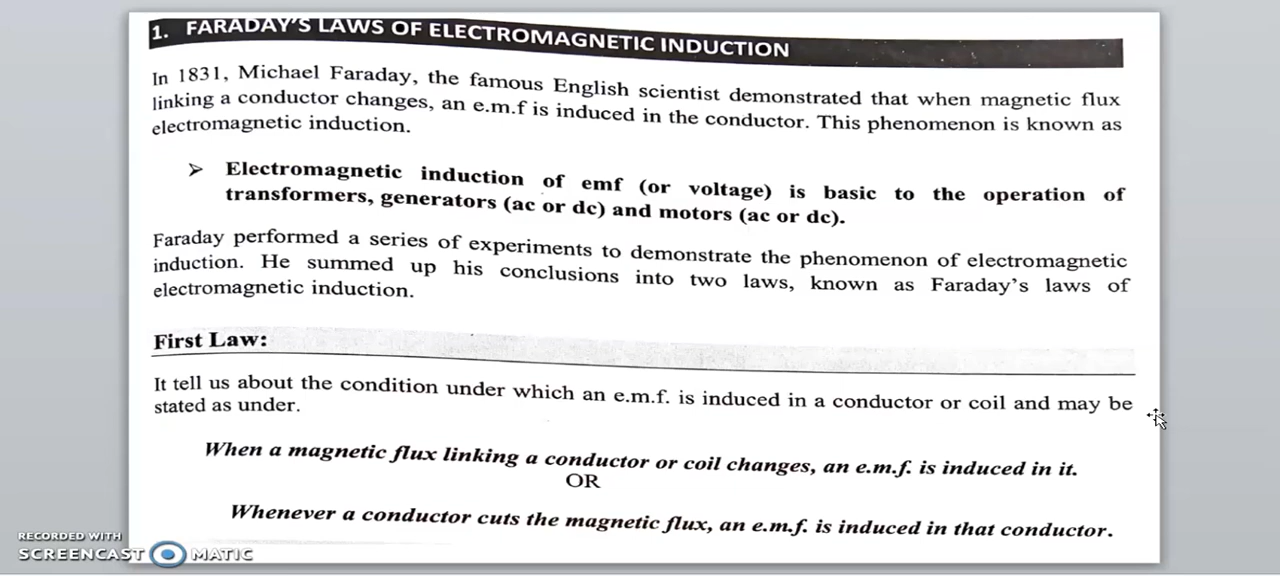 1. FARADAY'S LAWS OF ELECTROMAGNETIC INDUCTION
In 1831, Michael Faraday, the famous English scientist demonstrated that when magnetic flux
linking a conductor changes, an e.m.f is induced in the conductor. This phenomenon is known as
electromagnetic induction.
➢ Electromagnetic induction of emf (or voltage) is basic to the operation of
transformers, generators (ac or dc) and motors (ac or dc).
Faraday performed a series of experiments to demonstrate the phenomenon of electromagnetic
induction. He summed up his conclusions into two laws, known as Faraday's laws of
electromagnetic induction.
First Law:
It tell us about the condition under which an e.m.f. is induced in a conductor or coil and may be
stated as under.
When a magnetic flux linking a conductor or coil changes, an e.m.f. is induced in it.
OR
Whenever a conductor cuts the magnetic flux, an e.m.f. is induced in that conductor.
RECORDED WITH
SCREENCAST MATIC